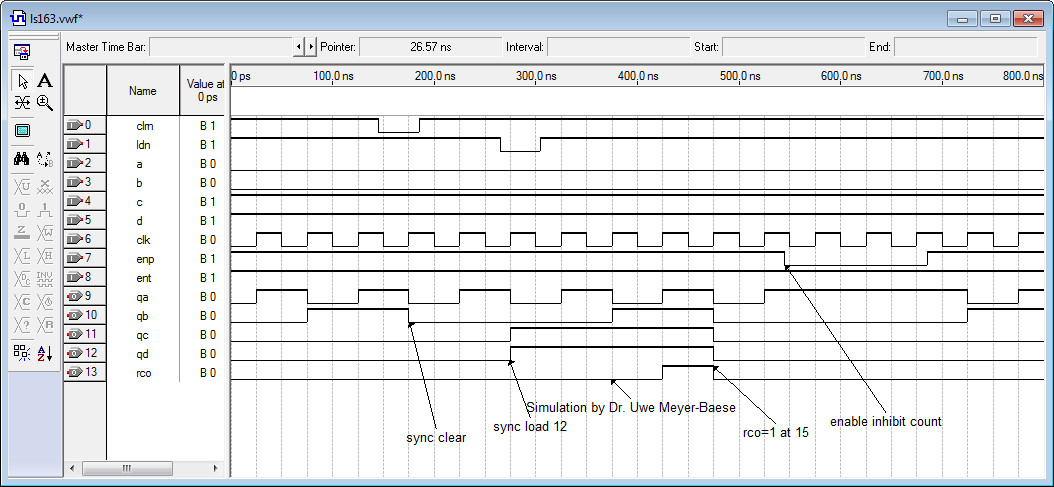 ls163.vwf*
Master Time Bar:
Pointer:
26.57 ns
Interval:
Start:
End:
Name
Value at
0 ps
0 ps
100.0 ns
200.0 ns
300.0 ns
400.0 ns
500.0 ns
600.0 ns
700.0 ns
800.0 ns
0 clrn B 1
1 ldn B 1
2 a B 0
3 b B 0
4 c B 1
5 d B 1
6 clk B 0
7 enp B 1
8 ent B 1
9 qa B 0
10 qb B 0
11 qc B 0
12 qd B 0
13 rco B 0
Simulation by Dr. Uwe Meyer-Baese
enable inhibit count
sync load 12
rco=1 at 15
sync clear